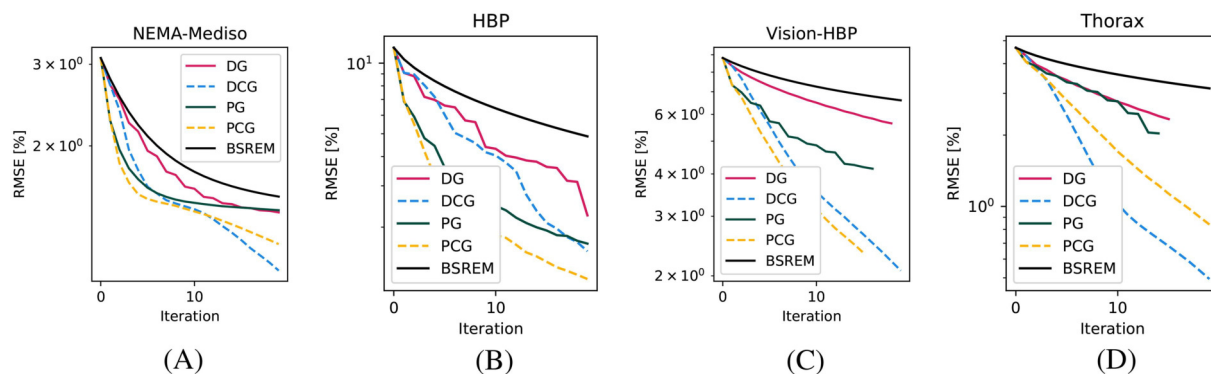 NEMA-Mediso
RMSE [%]
3 × 10⁰
2 × 10⁰
DG
DCG
PG
PCG
BSREM
0
10
Iteration
(A)
HBP
RMSE [%]
10¹
DG
DCG
PG
PCG
BSREM
0
10
Iteration
(B)
Vision-HBP
RMSE [%]
6 × 10⁰
4 × 10⁰
3 × 10⁰
2 × 10⁰
DG
DCG
PG
PCG
BSREM
0
10
Iteration
(C)
Thorax
RMSE [%]
10⁰
DG
DCG
PG
PCG
BSREM
0
10
Iteration
(D)